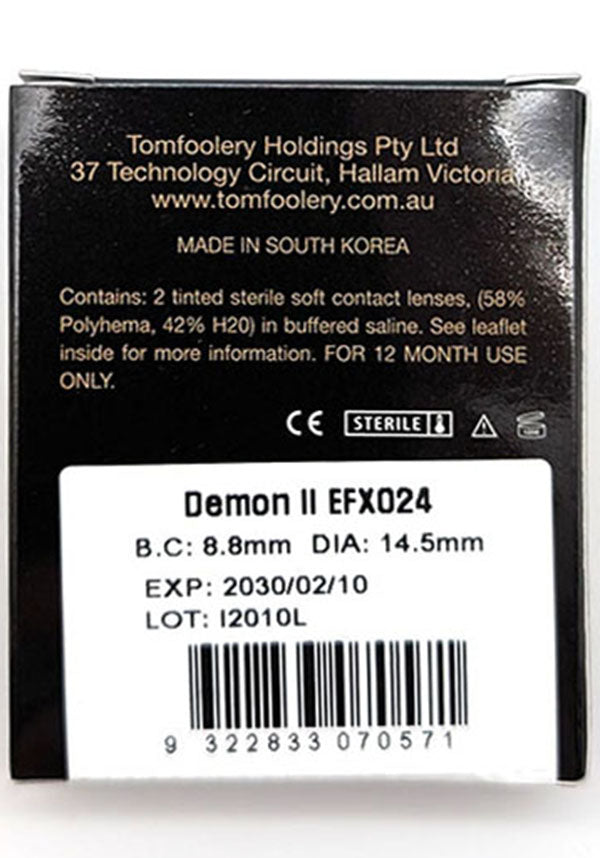 Tomfoolery Holdings Pty Ltd
37 Technology Circuit, Hallam Victoria
www.tomfoolery.com.au
MADE IN SOUTH KOREA
Contains: 2 tinted sterile soft contact lenses, (58%
Polyhema, 42% H20) in buffered saline. See leaflet
inside for more information. FOR 12 MONTH USE
ONLY.
CE STERILE
Demon II EFX024
B.C: 8.8mm DIA: 14.5mm
EXP: 2030/02/10
LOT: I2010L
9 322833 070571